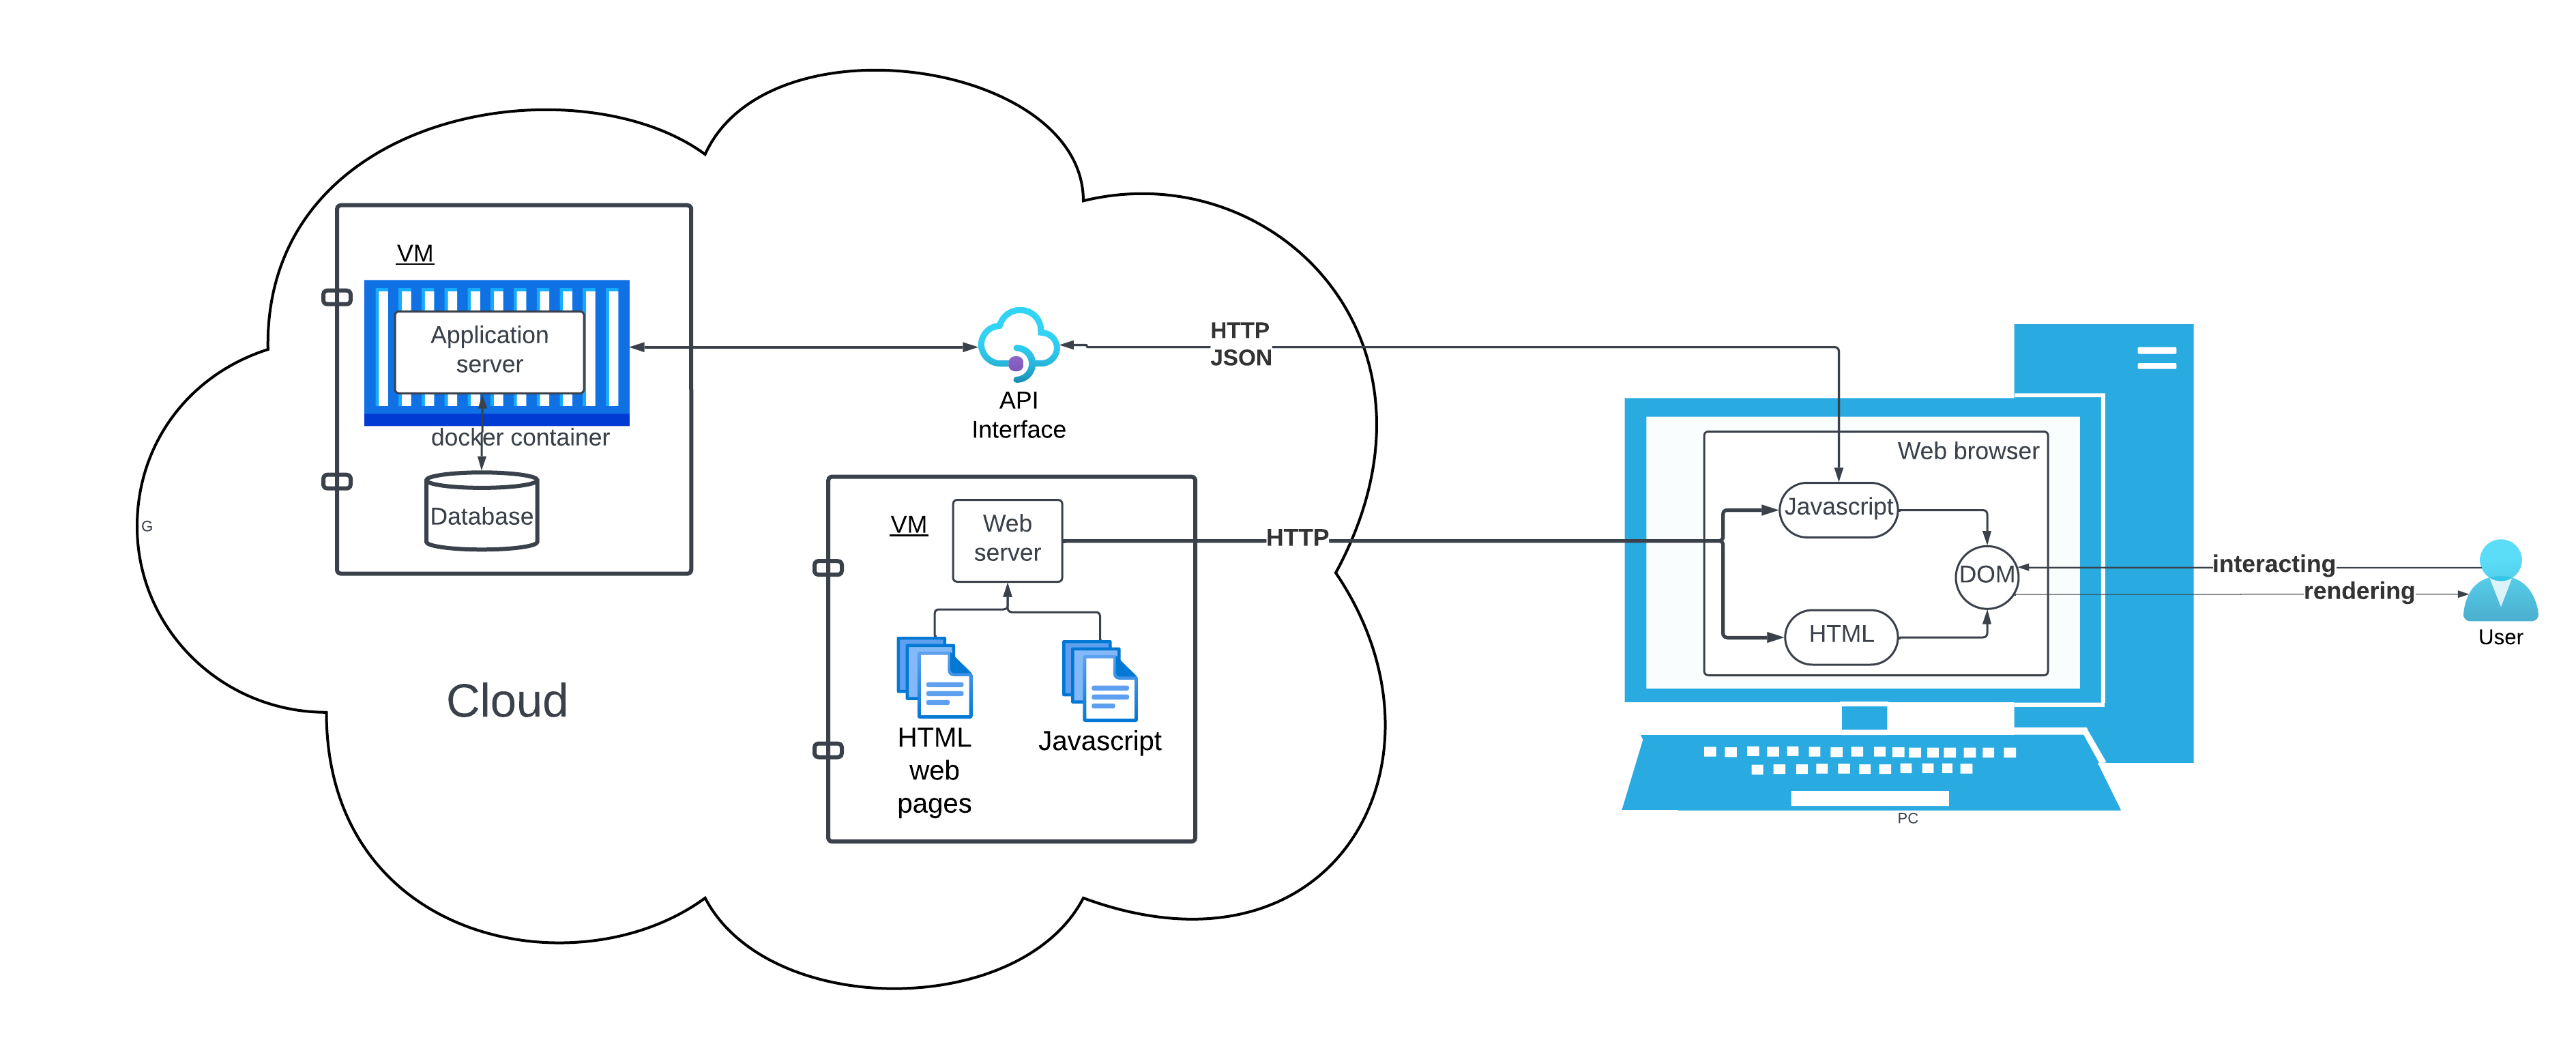 VM
Application
server
docker container
Database
G
Cloud
API
Interface
HTTP
JSON
VM
Web
server
HTML
web
pages
Javascript
HTTP
Web browser
Javascript
DOM
HTML
PC
interacting
rendering
User